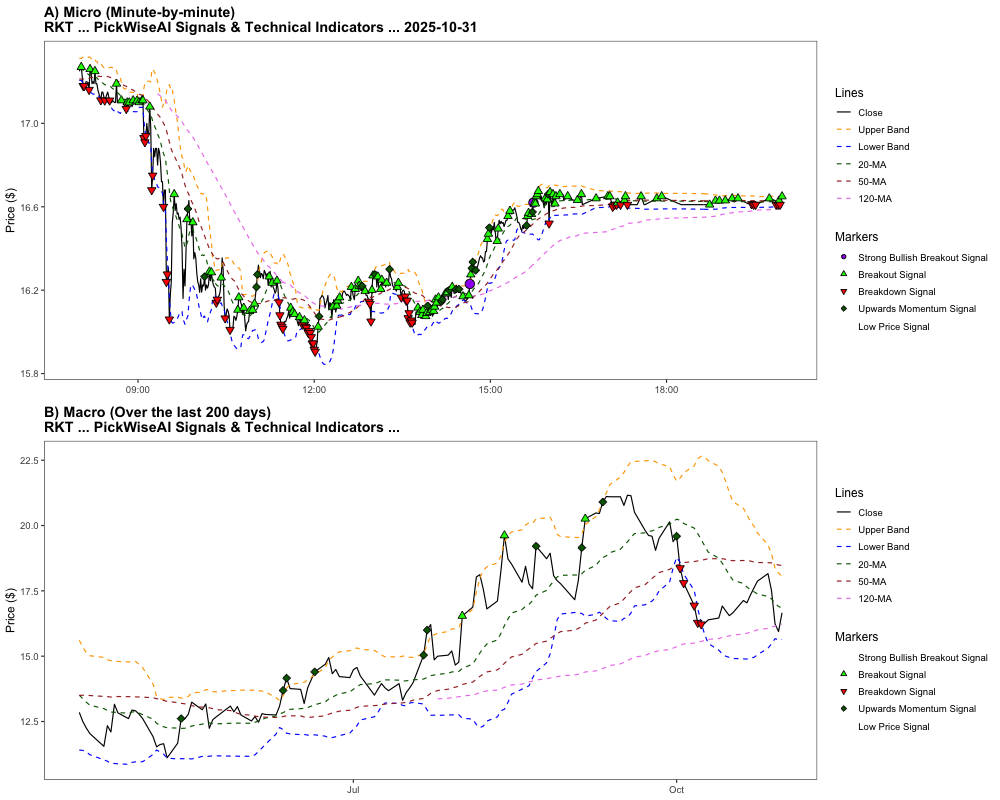 A) Micro (Minute-by-minute)
RKT ... PickWiseAI Signals & Technical Indicators ... 2025-10-31
Price ($)
17.0
16.6
16.2
15.8
09:00
12:00
15:00
18:00
Lines
Close
Upper Band
Lower Band
20-MA
50-MA
120-MA
Markers
Strong Bullish Breakout Signal
Breakout Signal
Breakdown Signal
Upwards Momentum Signal
Low Price Signal
B) Macro (Over the last 200 days)
RKT ... PickWiseAI Signals & Technical Indicators ...
Price ($)
22.5
20.0
17.5
15.0
12.5
Jul
Oct
Lines
Close
Upper Band
Lower Band
20-MA
50-MA
120-MA
Markers
Strong Bullish Breakout Signal
Breakout Signal
Breakdown Signal
Upwards Momentum Signal
Low Price Signal